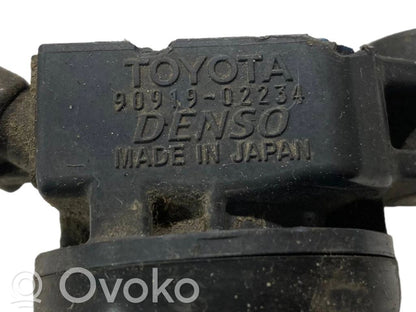 TOYOTA
90919-02234
DENSO
MADE IN JAPAN
Ovoko